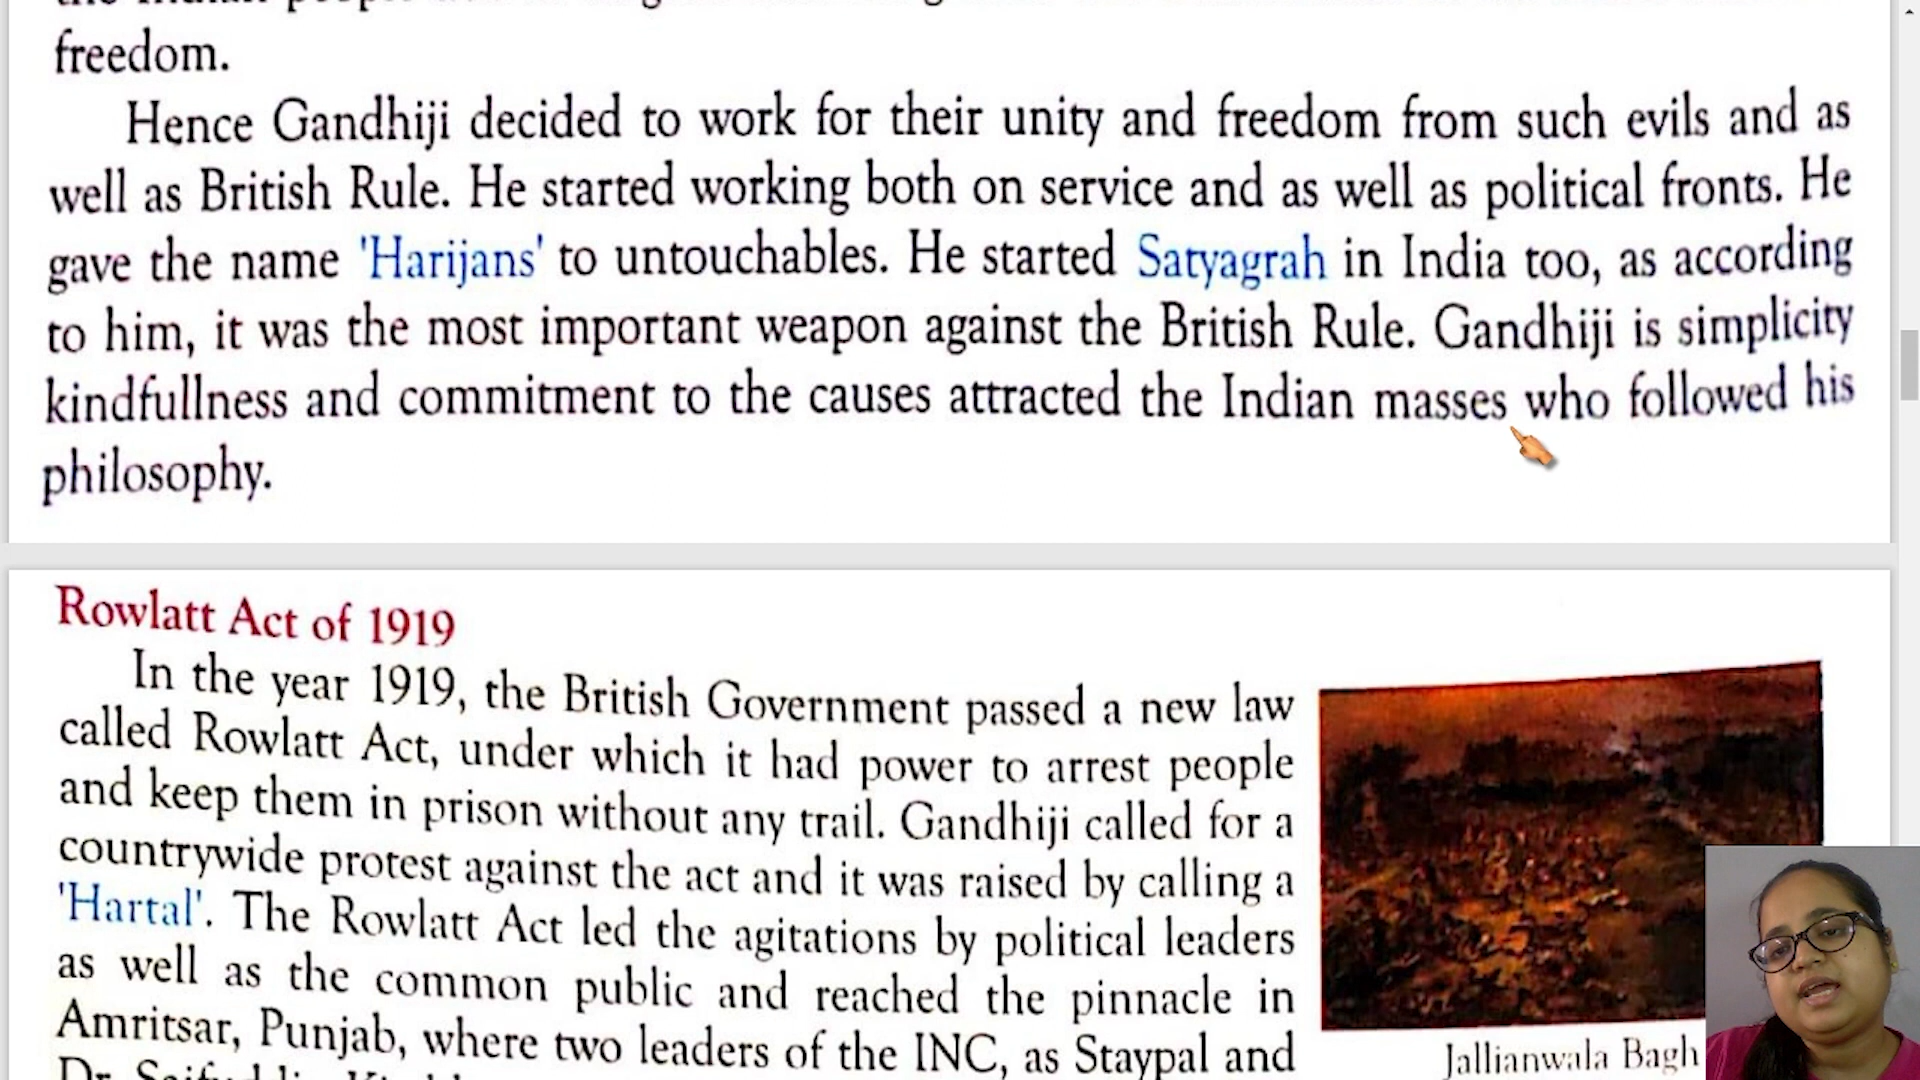 freedom.
Hence Gandhiji decided to work for their unity and freedom from such evils and as
well as British Rule. He started working both on service and as well as political fronts. He
gave the name 'Harijans' to untouchables. He started Satyagrah in India too, as according
to him, it was the most important weapon against the British Rule. Gandhiji is simplicity
kindfullness and commitment to the causes attracted the Indian masses who followed his
philosophy.
Rowlatt Act of 1919
In the year 1919, the British Government passed a new law
called Rowlatt Act, under which it had power to arrest people
and keep them in prison without any trail. Gandhiji called for a
countrywide protest against the act and it was raised by calling a
'Hartal'. The Rowlatt Act led the agitations by political leaders
as well as the common public and reached the pinnacle in
Amritsar, Punjab, where two leaders of the INC, as Staypal and
Jallianwala Bagh